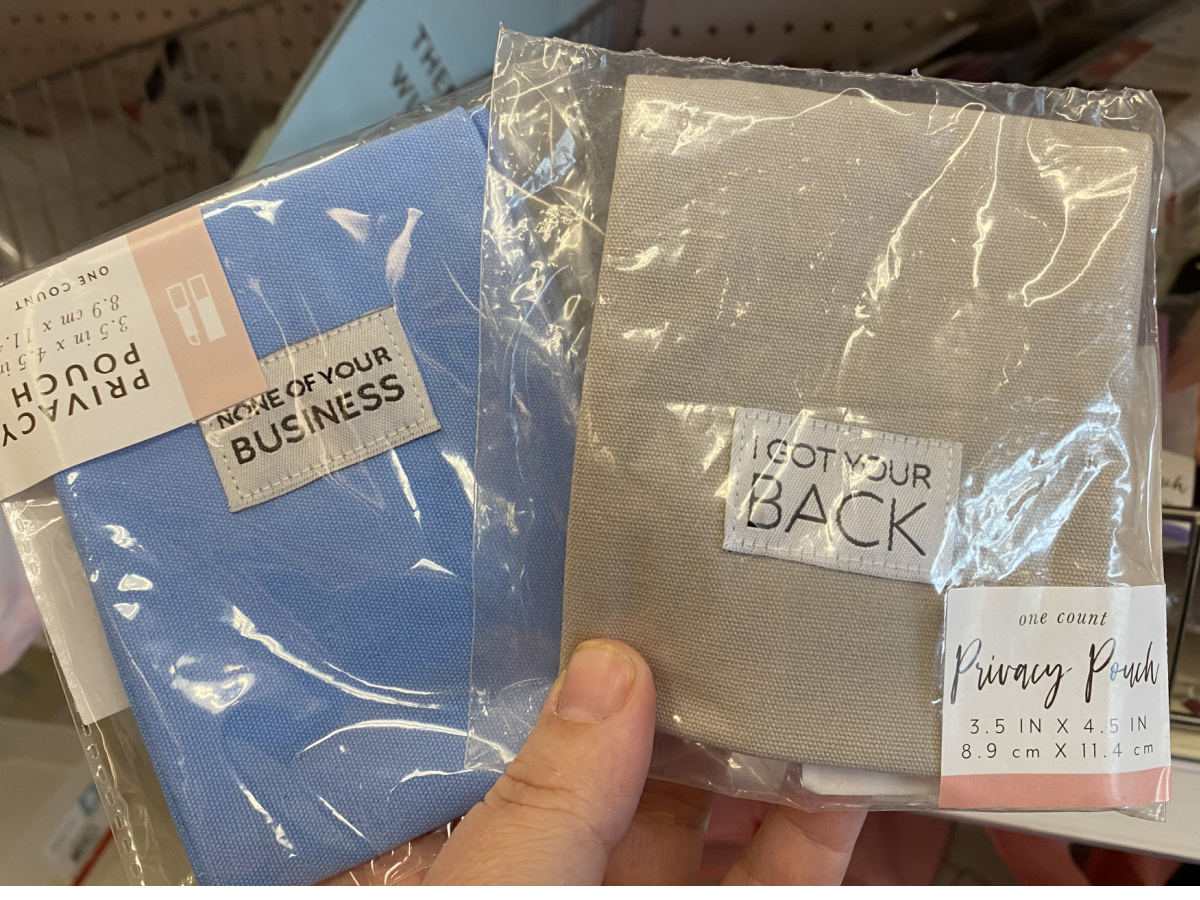 THE
PRIVACY
POUCH
3.5 in x 4.5 in
8.9 cm x 11.4
ONE COUNT
NONE OF YOUR
BUSINESS
I GOT YOUR
BACK
one count
Privacy Pouch
3.5 IN X 4.5 IN
8.9 cm X 11.4 cm